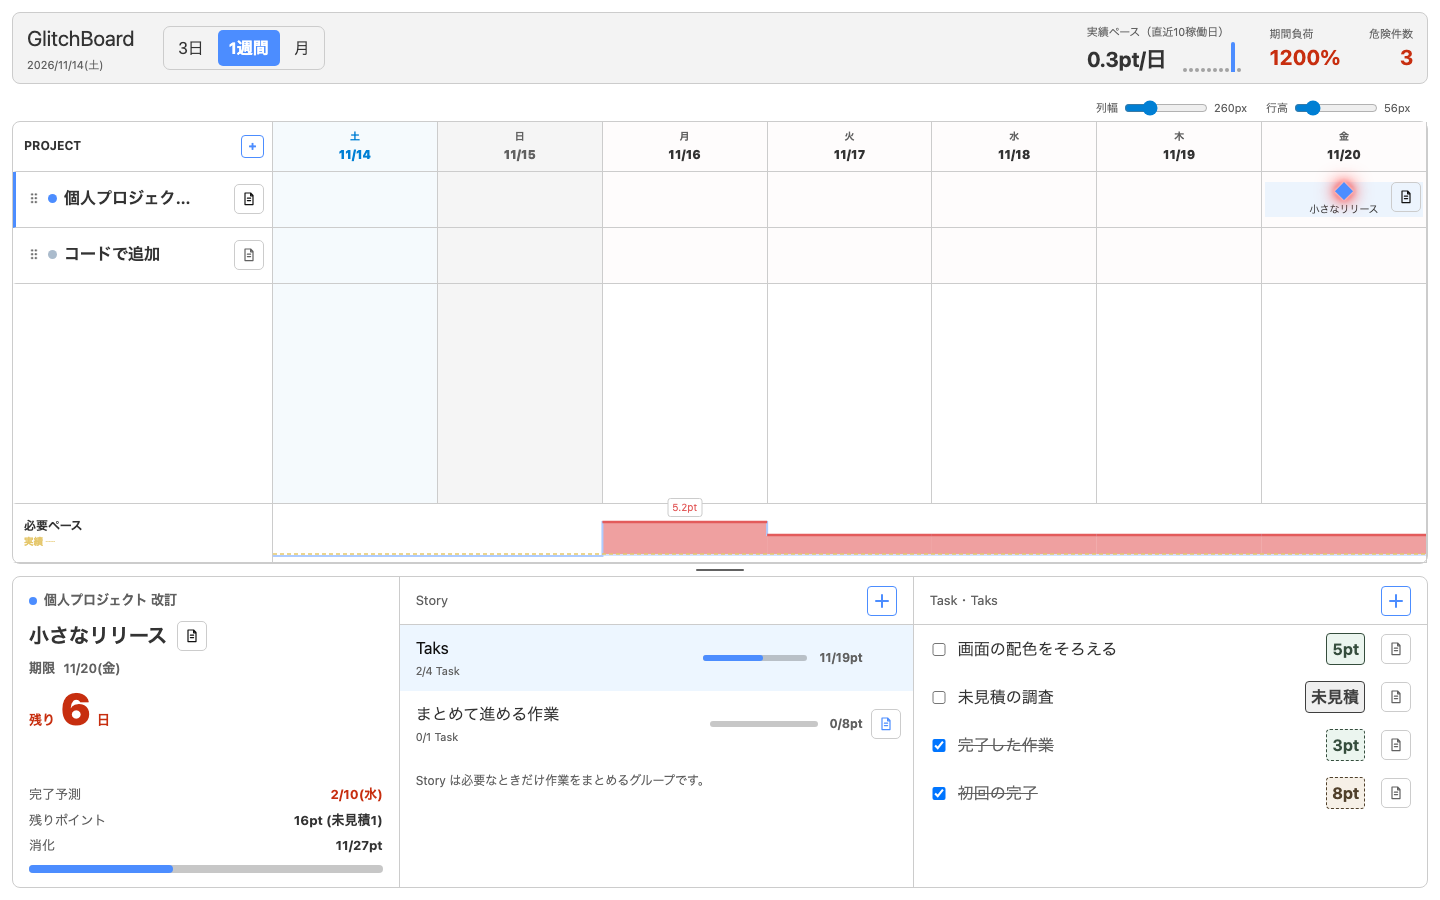 GlitchBoard
2026/11/14(土)
3日 1週間 月
実績ペース（直近10稼働日）
0.3pt/日
期間負荷
1200%
危険件数
3
列幅 260px 行高 56px
PROJECT +
土 日 月 火 水 木 金
11/14 11/15 11/16 11/17 11/18 11/19 11/20
個人プロジェク...
小さなリリース
コードで追加
5.2pt
必要ペース
実績
個人プロジェクト 改訂
小さなリリース
期限 11/20(金)
残り 6 日
完了予測 2/10(水)
残りポイント 16pt (未見積1)
消化 11/27pt
Story +
Taks
2/4 Task
11/19pt
まとめて進める作業
0/1 Task
0/8pt
Story は必要なときだけ作業をまとめるグループです。
Task・Taks +
画面の配色をそろえる 5pt
未見積の調査 未見積
完了した作業 3pt
初回の完了 8pt